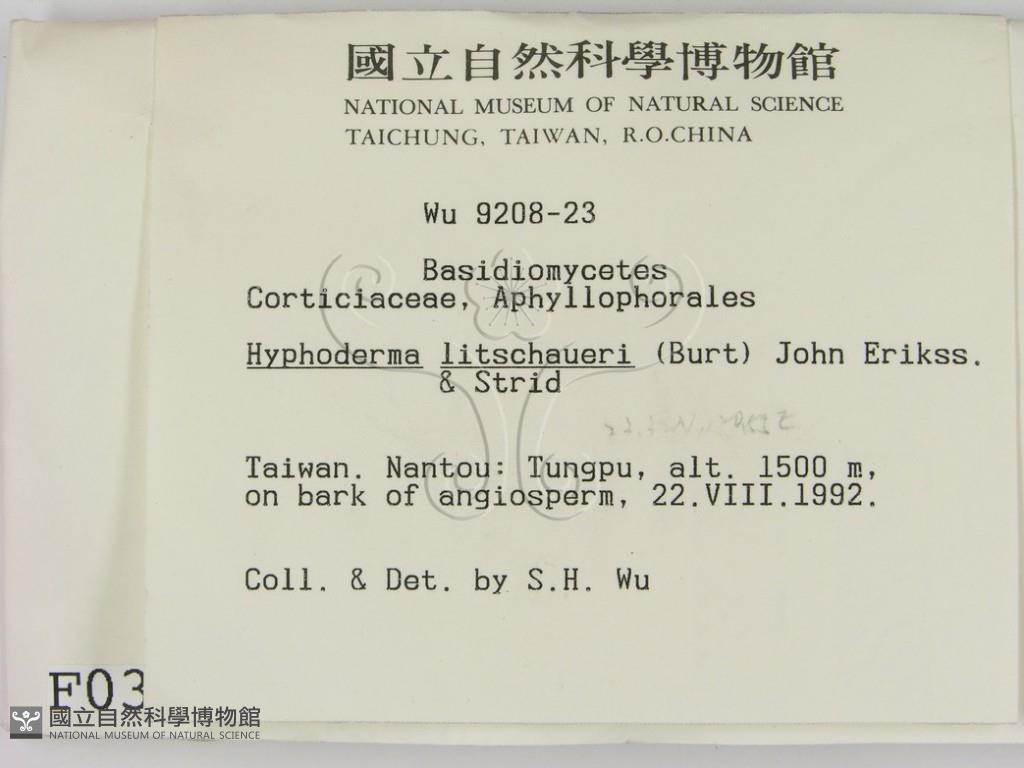 國立自然科學博物館
NATIONAL MUSEUM OF NATURAL SCIENCE
TAICHUNG, TAIWAN, R.O.CHINA
Wu 9208-23
Basidiomycetes
Corticiaceae, Aphyllophorales
Hyphoderma litschaueri (Burt) John Erikss.
& Strid
Taiwan. Nantou: Tungpu, alt. 1500 m,
on bark of angiosperm, 22.VIII.1992.
Coll. & Det. by S.H. Wu
F03
國立自然科學博物館
NATIONAL MUSEUM OF NATURAL SCIENCE